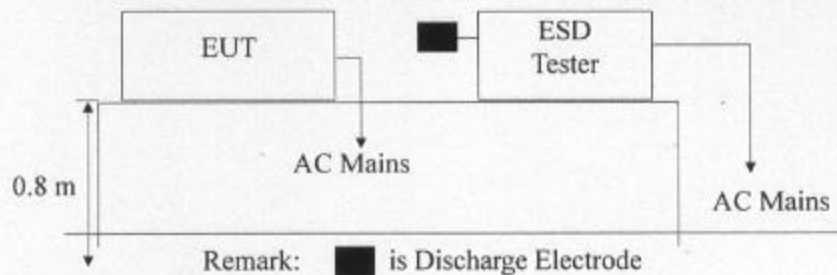 EUT
ESD
Tester
AC Mains
0.8 m
AC Mains
Remark: is Discharge Electrode